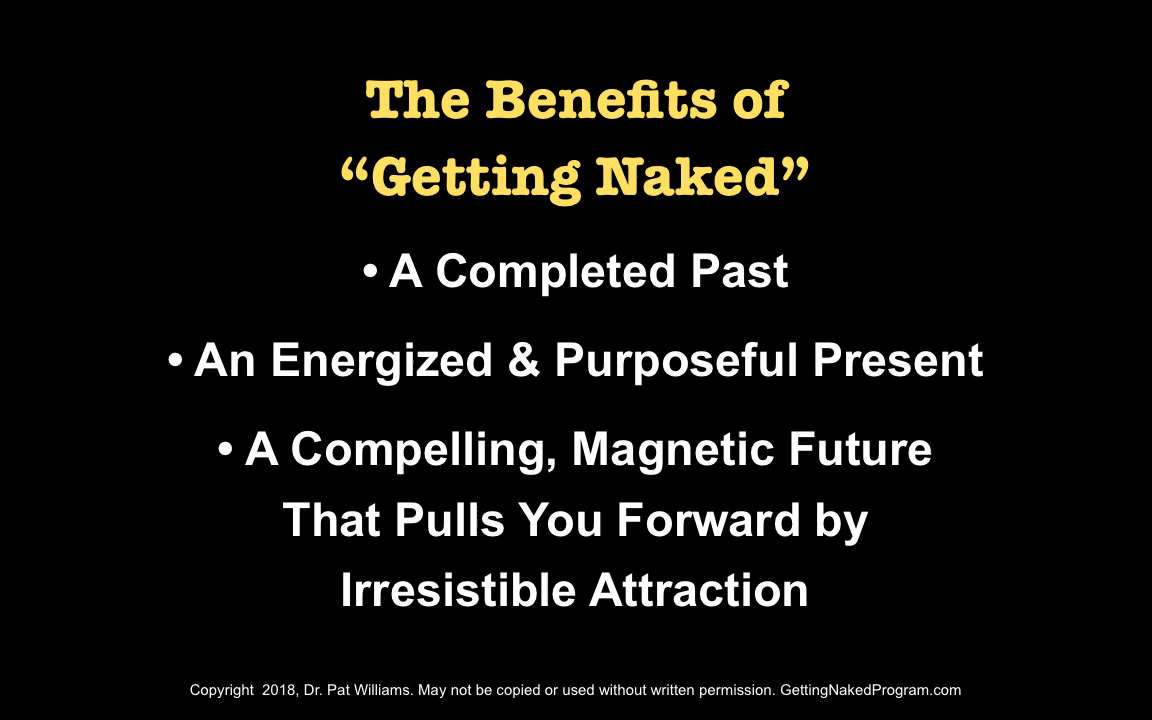 The Benefits of
“Getting Naked”
• A Completed Past
• An Energized & Purposeful Present
• A Compelling, Magnetic Future
That Pulls You Forward by
Irresistible Attraction
Copyright  2018, Dr. Pat Williams. May not be copied or used without written permission. GettingNakedProgram.com